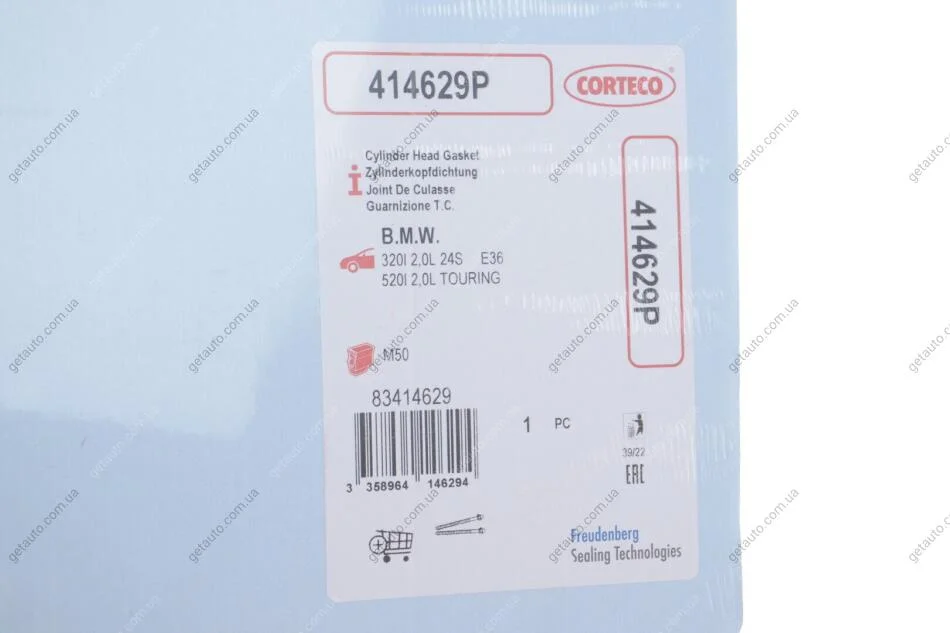 414629P
CORTECO
Cylinder Head Gasket
Zylinderkopfdichtung
Joint De Culasse
Guarnizione T.C.
B.M.W.
320I 2,0L 24S E36
520I 2,0L TOURING
414629P
M50
83414629
3 358964 146294
1 PC
39/22
EAC
Freudenberg
Sealing Technologies
getauto.com.ua